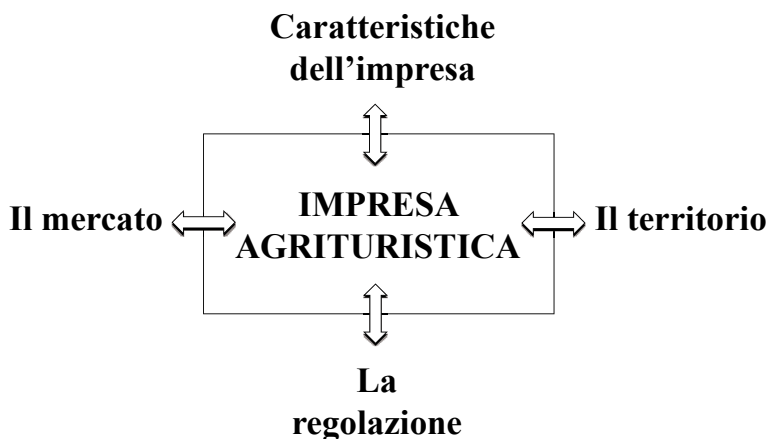 Caratteristiche
dell’impresa
Il mercato
IMPRESA
AGRITURISTICA
Il territorio
La
regolazione